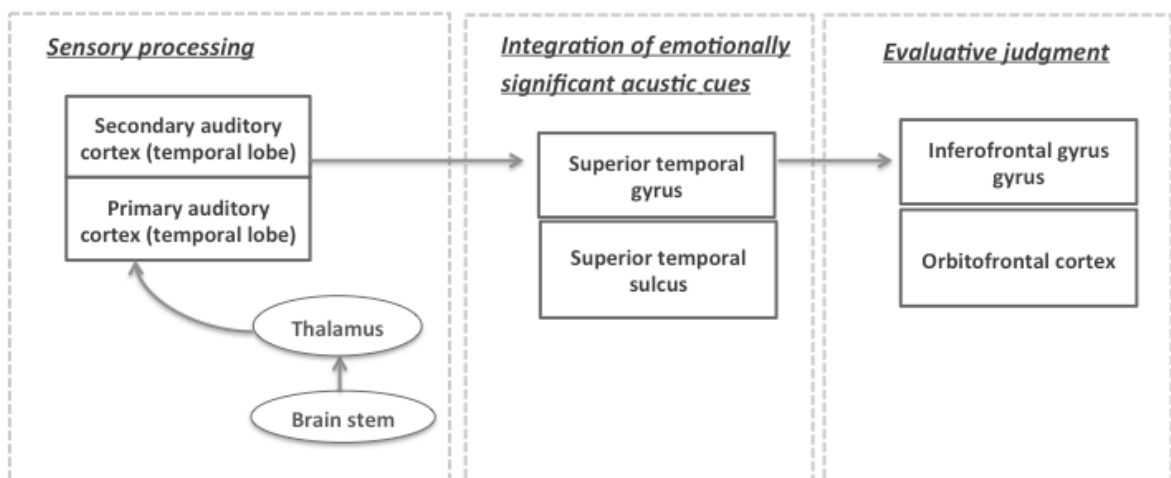 Sensory processing
Secondary auditory
cortex (temporal lobe)
Primary auditory
cortex (temporal lobe)
Thalamus
Brain stem
Integration of emotionally
significant acustic cues
Superior temporal
gyrus
Superior temporal
sulcus
Evaluative judgment
Inferofrontal gyrus
gyrus
Orbitofrontal cortex